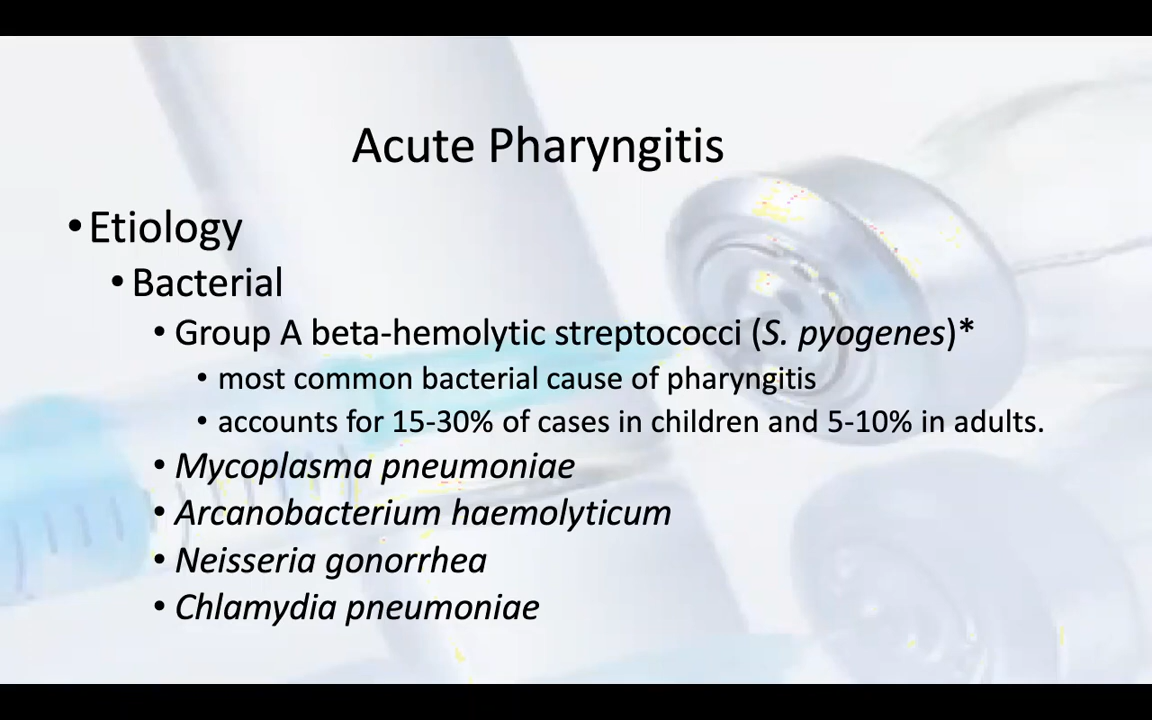 Acute Pharyngitis
•Etiology
•Bacterial
•Group A beta-hemolytic streptococci (S. pyogenes)*
•most common bacterial cause of pharyngitis
•accounts for 15-30% of cases in children and 5-10% in adults.
•Mycoplasma pneumoniae
•Arcanobacterium haemolyticum
•Neisseria gonorrhea
•Chlamydia pneumoniae